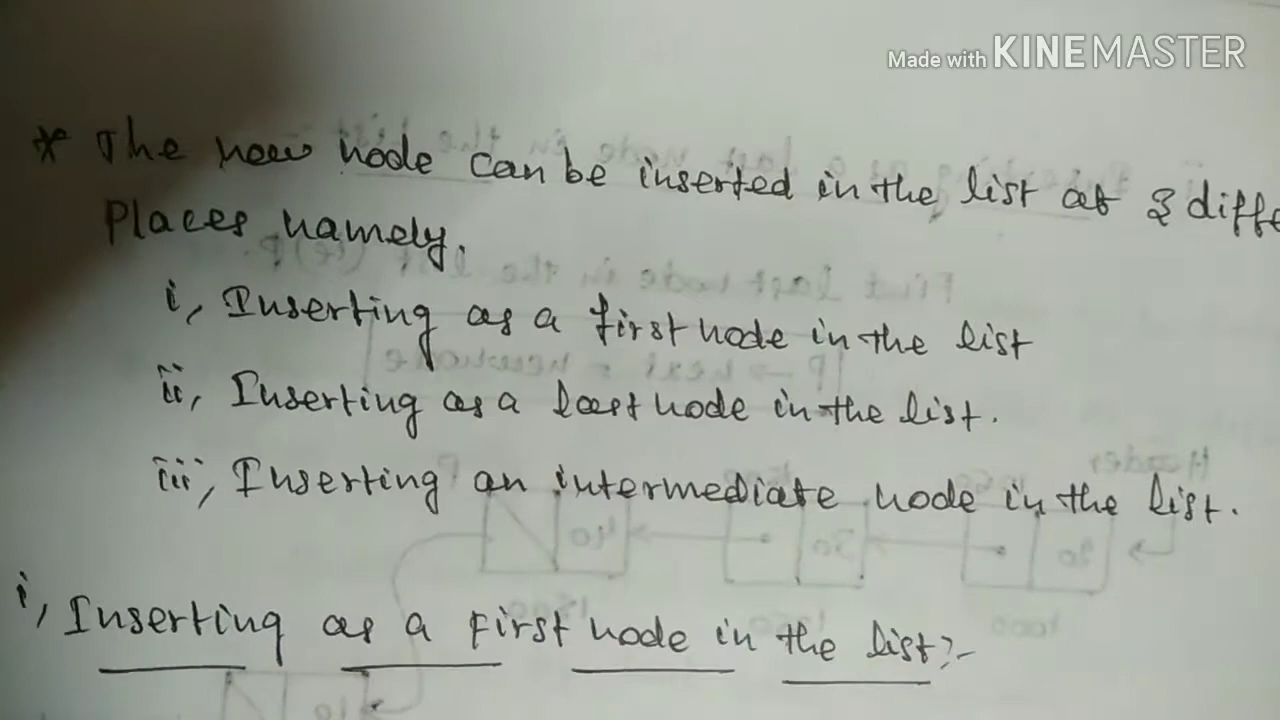 Made with KINEMASTER
* The new node can be inserted in the list at 3 diffe
Places namely,
i, Inserting as a first node in the list
ii, Inserting as a last node in the list.
iii, Inserting an intermediate node in the list.
i, Inserting as a First node in the list:-